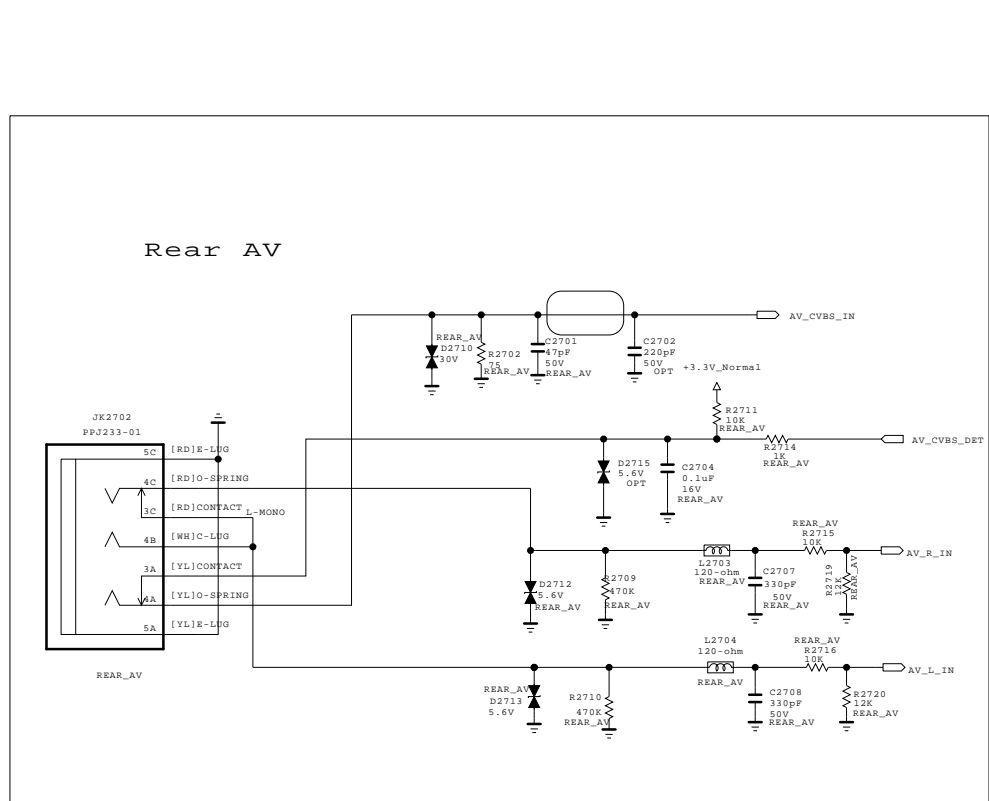 Rear AV
AV_CVBS_IN
REAR_AV
D2710
30V
R2702
75
REAR_AV
C2701
47pF
50V
REAR_AV
C2702
220pF
50V
OPT
+3.3V_Normal
R2711
10K
REAR_AV
R2714
1K
REAR_AV
AV_CVBS_DET
JK2702
PPJ233-01
5C
[RD]E-LUG
4C
[RD]O-SPRING
3C
[RD]CONTACT
L-MONO
4B
[WH]C-LUG
3A
[YL]CONTACT
4A
[YL]O-SPRING
5A
[YL]E-LUG
REAR_AV
D2715
5.6V
OPT
C2704
0.1uF
16V
REAR_AV
REAR_AV
R2715
10K
AV_R_IN
L2703
120-ohm
REAR_AV
C2707
330pF
50V
REAR_AV
R2719
12K
REAR_AV
D2712
5.6V
REAR_AV
R2709
470K
REAR_AV
L2704
120-ohm
REAR_AV
REAR_AV
R2716
10K
AV_L_IN
REAR_AV
D2713
5.6V
R2710
470K
REAR_AV
C2708
330pF
50V
REAR_AV
R2720
12K
REAR_AV